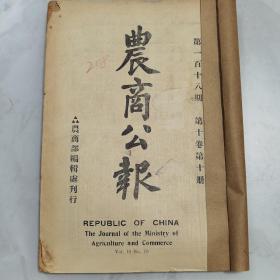 第一百十八期 第十卷第十册
農商公報
農商部編輯處刊行
REPUBLIC OF CHINA
The Journal of the Ministry of
Agriculture and Commerce
Vol. 10 No. 10